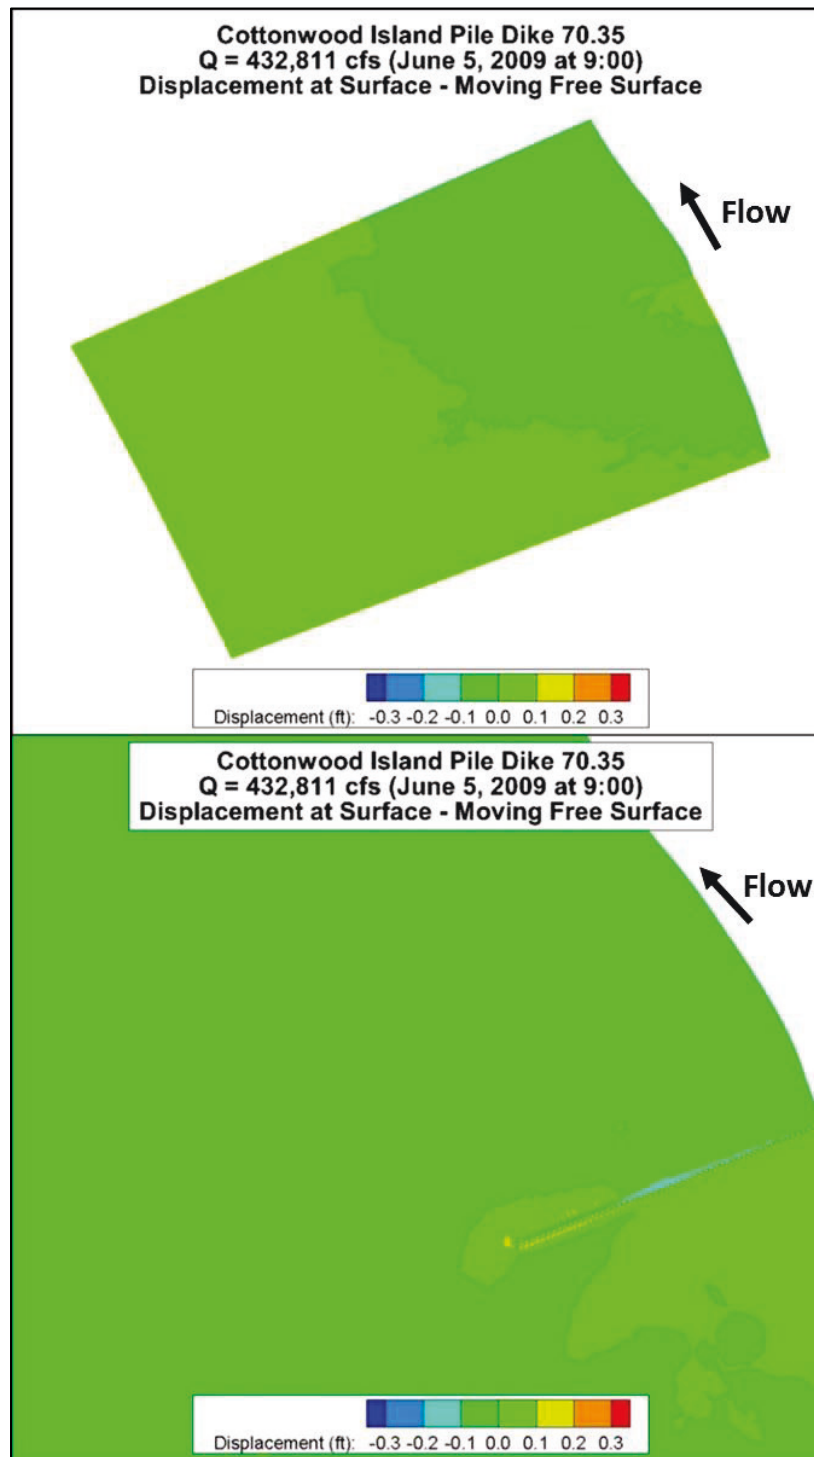 Cottonwood Island Pile Dike 70.35
Q = 432,811 cfs (June 5, 2009 at 9:00)
Displacement at Surface - Moving Free Surface
Flow
Displacement (ft): -0.3 -0.2 -0.1 0.0 0.1 0.2 0.3
Cottonwood Island Pile Dike 70.35
Q = 432,811 cfs (June 5, 2009 at 9:00)
Displacement at Surface - Moving Free Surface
Flow
Displacement (ft): -0.3 -0.2 -0.1 0.0 0.1 0.2 0.3